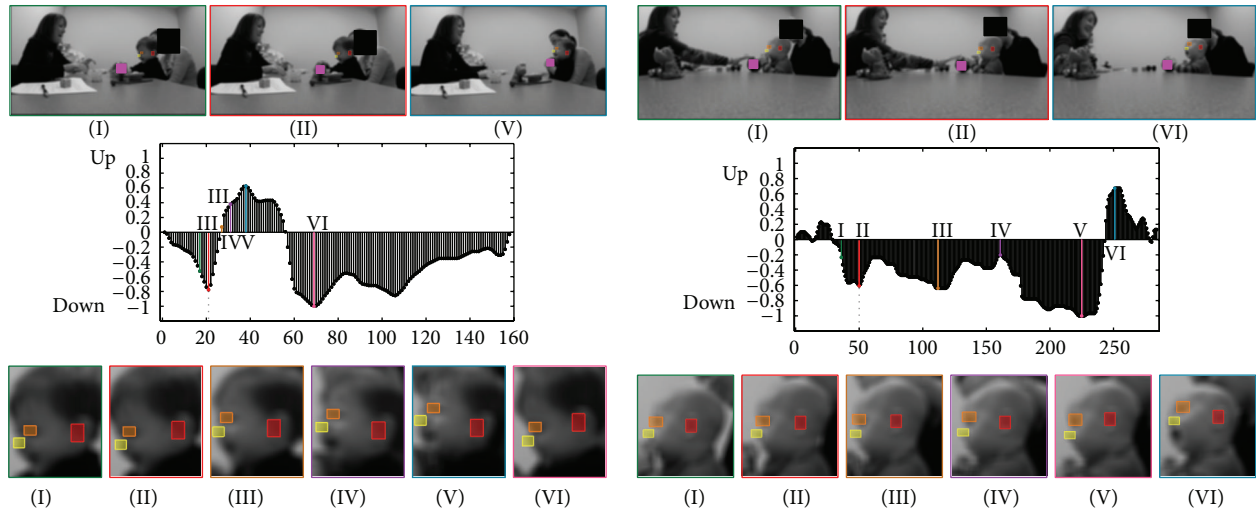 (I) (II) (V)
(I) (II) (VI)
Up
1
0.8
0.6
0.4
0.2
0
−0.2
−0.4
−0.6
−0.8
−1
Down
III
III
IVV
VI
0 20 40 60 80 100 120 140 160
Up
1
0.8
0.6
0.4
0.2
0
−0.2
−0.4
−0.6
−0.8
−1
Down
I II III IV V
VI
0 50 100 150 200 250
(I) (II) (III) (IV) (V) (VI)
(I) (II) (III) (IV) (V) (VI)